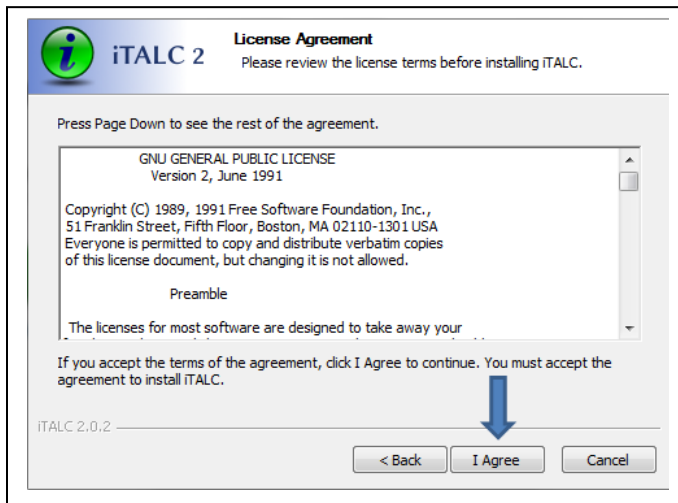 iTALC 2
License Agreement
Please review the license terms before installing iTALC.
Press Page Down to see the rest of the agreement.
GNU GENERAL PUBLIC LICENSE
Version 2, June 1991
Copyright (C) 1989, 1991 Free Software Foundation, Inc.,
51 Franklin Street, Fifth Floor, Boston, MA 02110-1301 USA
Everyone is permitted to copy and distribute verbatim copies
of this license document, but changing it is not allowed.
Preamble
The licenses for most software are designed to take away your
If you accept the terms of the agreement, click I Agree to continue. You must accept the
agreement to install iTALC.
iTALC 2.0.2
< Back
I Agree
Cancel